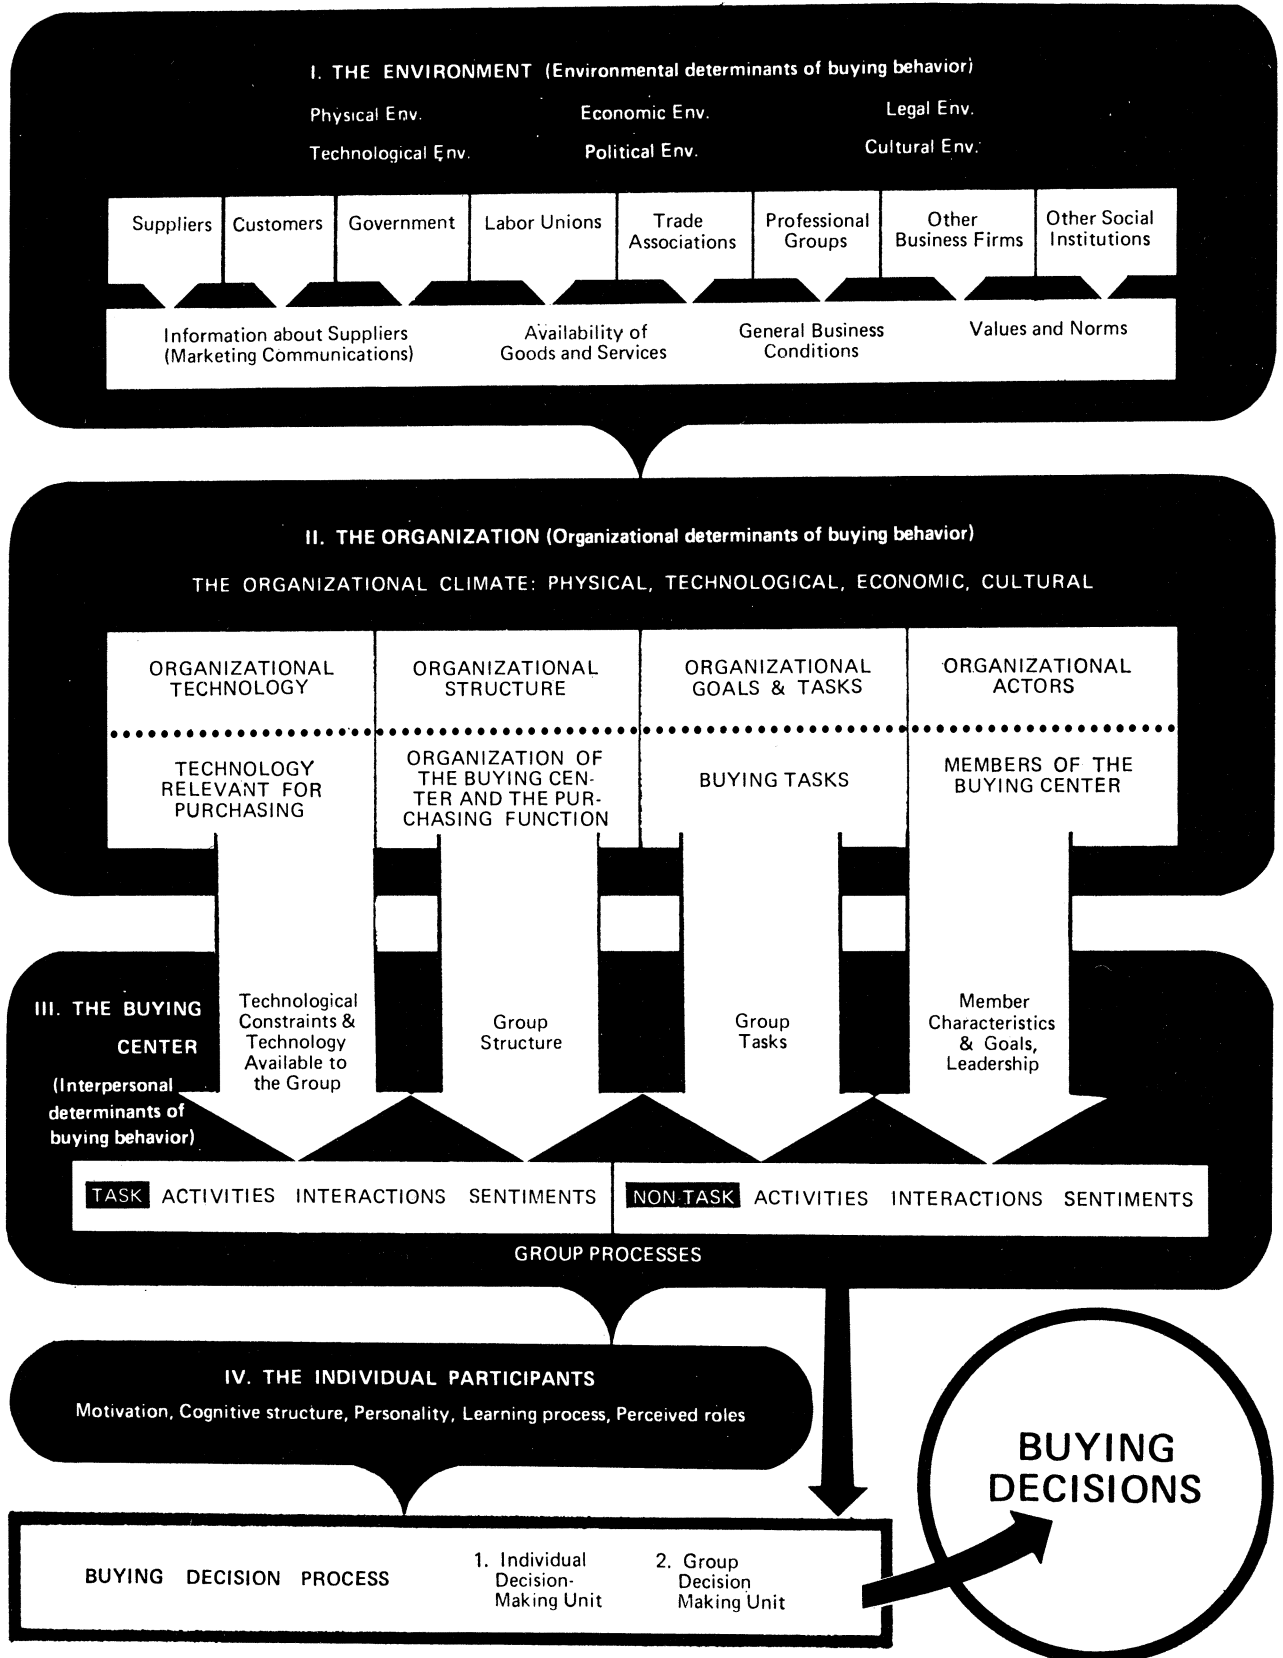 I. THE ENVIRONMENT (Environmental determinants of buying behavior)
Physical Env. Economic Env. Legal Env.
Technological Env. Political Env. Cultural Env.
Suppliers Customers Government Labor Unions Trade Associations Professional Groups Other Business Firms Other Social Institutions
Information about Suppliers
(Marketing Communications)
Availability of
Goods and Services
General Business
Conditions
Values and Norms
II. THE ORGANIZATION (Organizational determinants of buying behavior)
THE ORGANIZATIONAL CLIMATE: PHYSICAL, TECHNOLOGICAL, ECONOMIC, CULTURAL
ORGANIZATIONAL
TECHNOLOGY
ORGANIZATIONAL
STRUCTURE
ORGANIZATIONAL
GOALS & TASKS
ORGANIZATIONAL
ACTORS
TECHNOLOGY
RELEVANT FOR
PURCHASING
ORGANIZATION OF
THE BUYING CEN-
TER AND THE PUR-
CHASING FUNCTION
BUYING TASKS
MEMBERS OF THE
BUYING CENTER
III. THE BUYING
CENTER
(Interpersonal
determinants of
buying behavior)
Technological
Constraints &
Technology
Available to
the Group
Group
Structure
Group
Tasks
Member
Characteristics
& Goals,
Leadership
TASK ACTIVITIES INTERACTIONS SENTIMENTS
NON-TASK ACTIVITIES INTERACTIONS SENTIMENTS
GROUP PROCESSES
IV. THE INDIVIDUAL PARTICIPANTS
Motivation, Cognitive structure, Personality, Learning process, Perceived roles
BUYING DECISION PROCESS
1. Individual
Decision-
Making Unit
2. Group
Decision
Making Unit
BUYING
DECISIONS